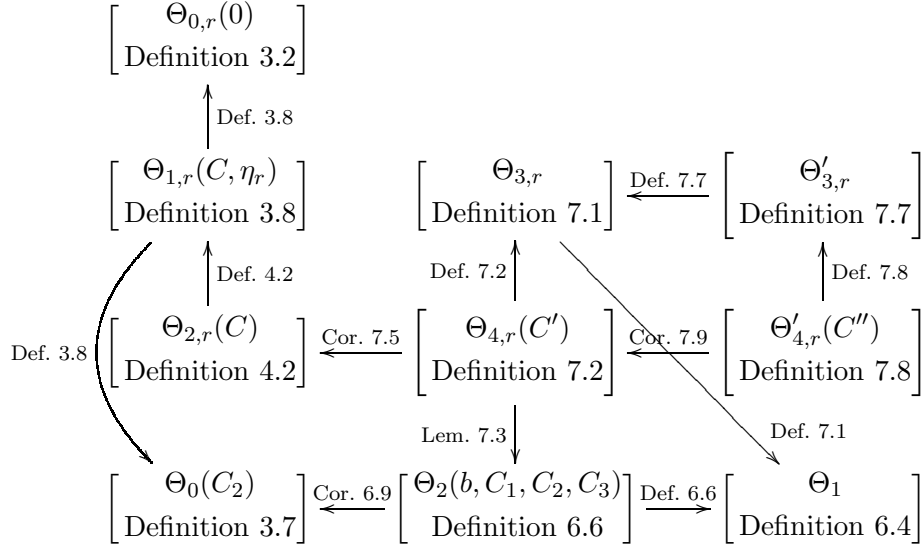 Θ_{0,r}(0)
Definition 3.2
Def. 3.8
Θ_{1,r}(C, η_r)
Definition 3.8
Θ_{3,r}
Definition 7.1
Def. 7.7
Θ′_{3,r}
Definition 7.7
Def. 4.2
Def. 7.2
Def. 7.8
Def. 3.8
Θ_{2,r}(C)
Definition 4.2
Cor. 7.5
Θ_{4,r}(C′)
Definition 7.2
Cor. 7.9
Θ′_{4,r}(C′′)
Definition 7.8
Lem. 7.3
Def. 7.1
Θ_0(C_2)
Definition 3.7
Cor. 6.9
Θ_2(b, C_1, C_2, C_3)
Definition 6.6
Def. 6.6
Θ_1
Definition 6.4